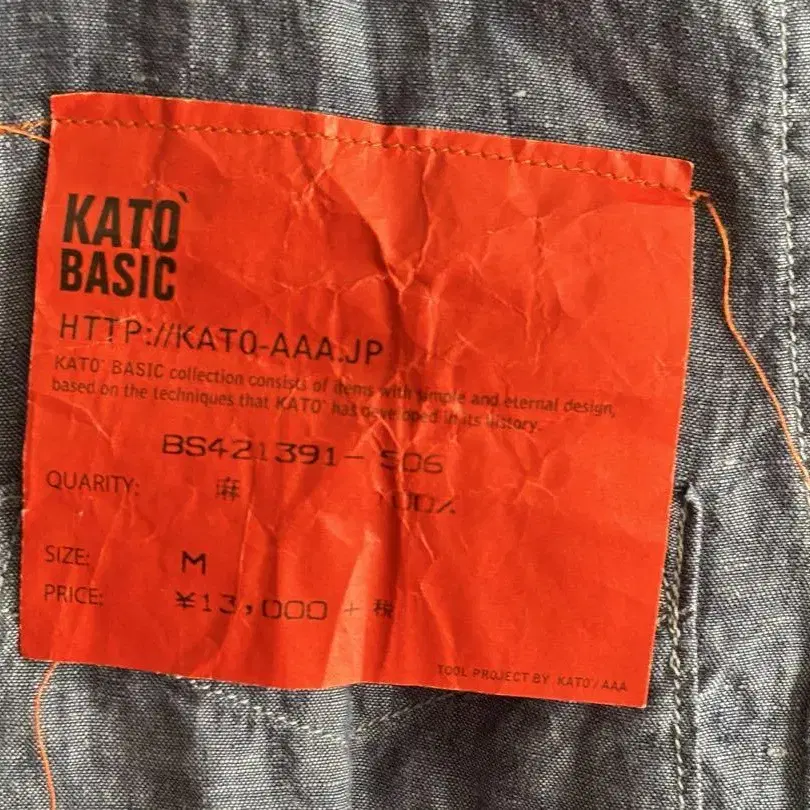 KATO`
BASIC
HTTP://KATO-AAA.JP
KATO` BASIC collection consists of items with simple and eternal design,
based on the techniques that KATO` has developed in its history.
BS421391- S06
QUARITY: 麻 100%
SIZE: M
PRICE: ¥13,000 + 税
TOOL PROJECT BY KATO`/AAA